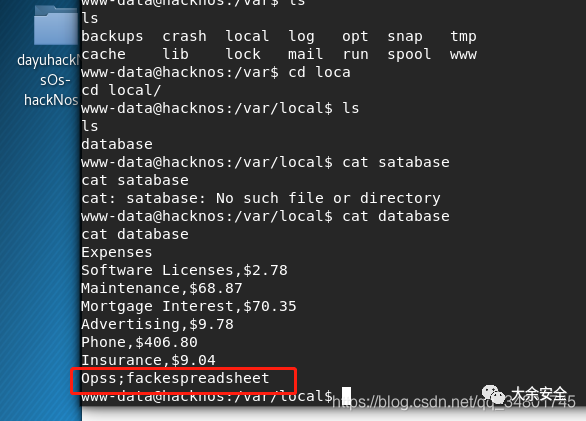 ls
ls
backups  crash  local  log   opt  snap   tmp
cache    lib    lock   mail  run  spool  www
www-data@hacknos:/var$ cd loca
cd local/
www-data@hacknos:/var/local$ ls
ls
database
www-data@hacknos:/var/local$ cat satabase
cat satabase
cat: satabase: No such file or directory
www-data@hacknos:/var/local$ cat database
cat database
Expenses
Software Licenses,$2.78
Maintenance,$68.87
Mortgage Interest,$70.35
Advertising,$9.78
Phone,$406.80
Insurance,$9.04
Opss;fackespreadsheet
www-data@hacknos:/var/local$
dayuhack
sOs-
hackNos
大余安全
https://blog.csdn.net/qq_34801745